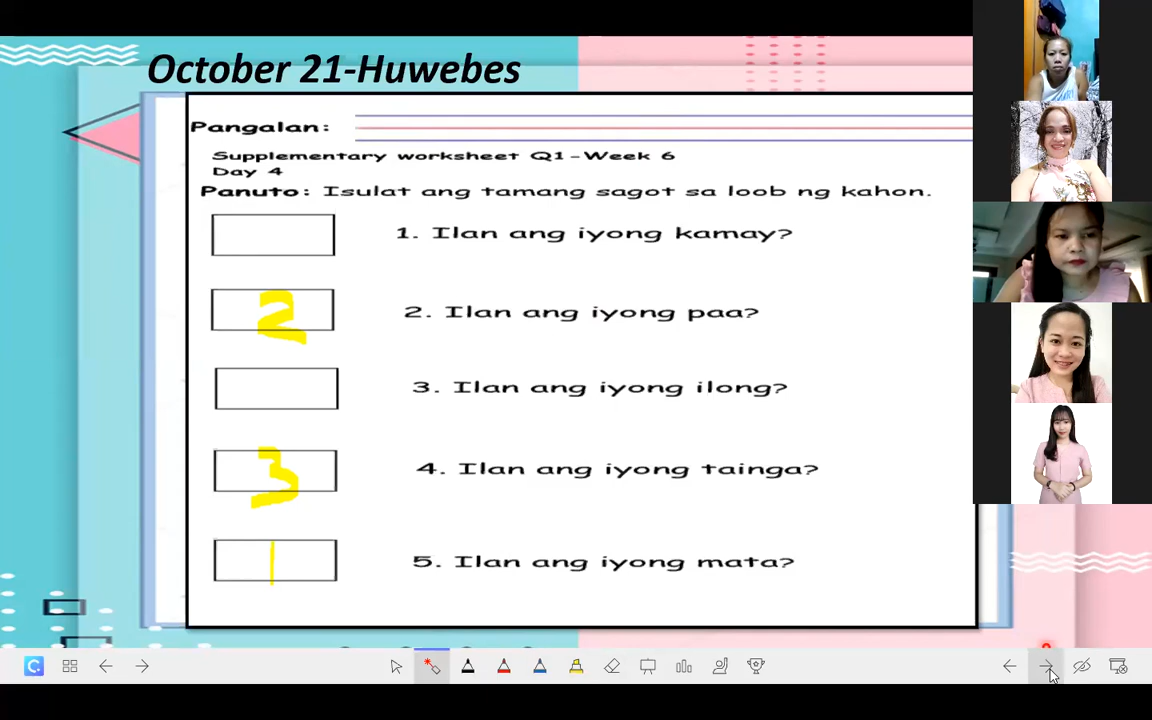 October 21-Huwebes
Pangalan:
Supplementary worksheet Q1-Week 6
Day 4
Panuto: Isulat ang tamang sagot sa loob ng kahon.
1. Ilan ang iyong kamay?
2 2. Ilan ang iyong paa?
3. Ilan ang iyong ilong?
3 4. Ilan ang iyong tainga?
1 5. Ilan ang iyong mata?